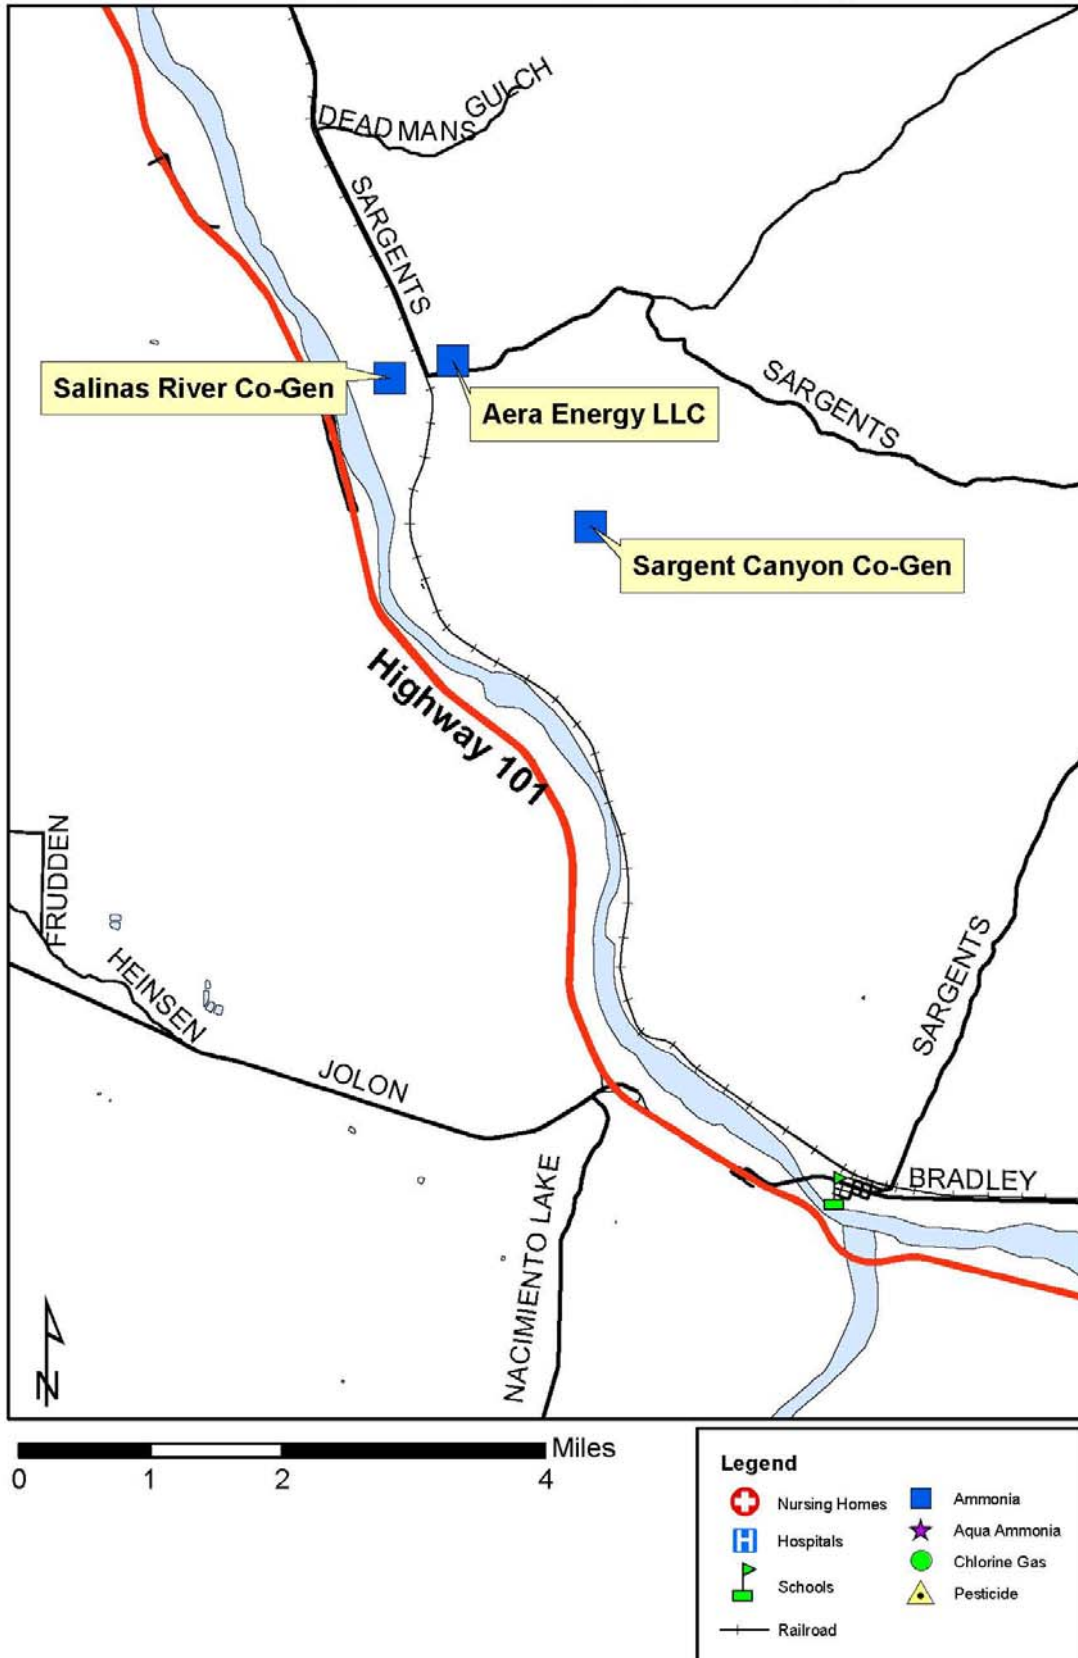 DEAD MANS GULCH
SARGENTS
Salinas River Co-Gen
Aera Energy LLC
SARGENTS
Sargent Canyon Co-Gen
Highway 101
FRUDDEN
HEINSEN
JOLON
SARGENTS
BRADLEY
NACIMIENTO LAKE
N
Miles
0 1 2 4
Legend
Nursing Homes
Ammonia
H Hospitals
Aqua Ammonia
Chlorine Gas
Schools
Pesticide
Railroad